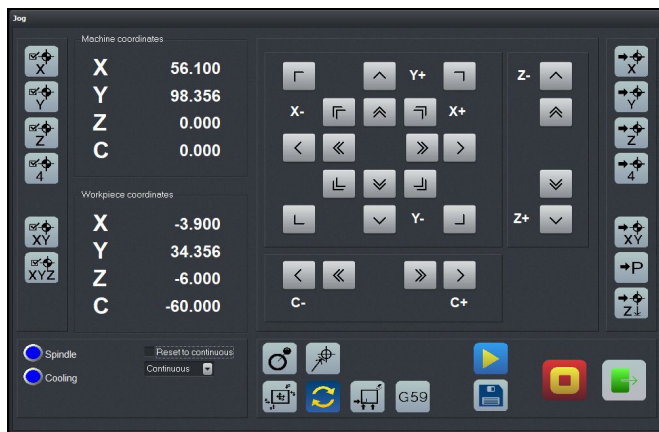 Jog
Machine coordinates
X 56.100
Y 98.356
Z 0.000
C 0.000
Workpiece coordinates
X -3.900
Y 34.356
Z -6.000
C -60.000
X
Y
Z
4
XY
XYZ
Y+
X- X+
Y-
Z-
Z+
C- C+
X
Y
Z
4
XY
P
Z
Spindle
Cooling
Reset to continuous
Continuous
G59